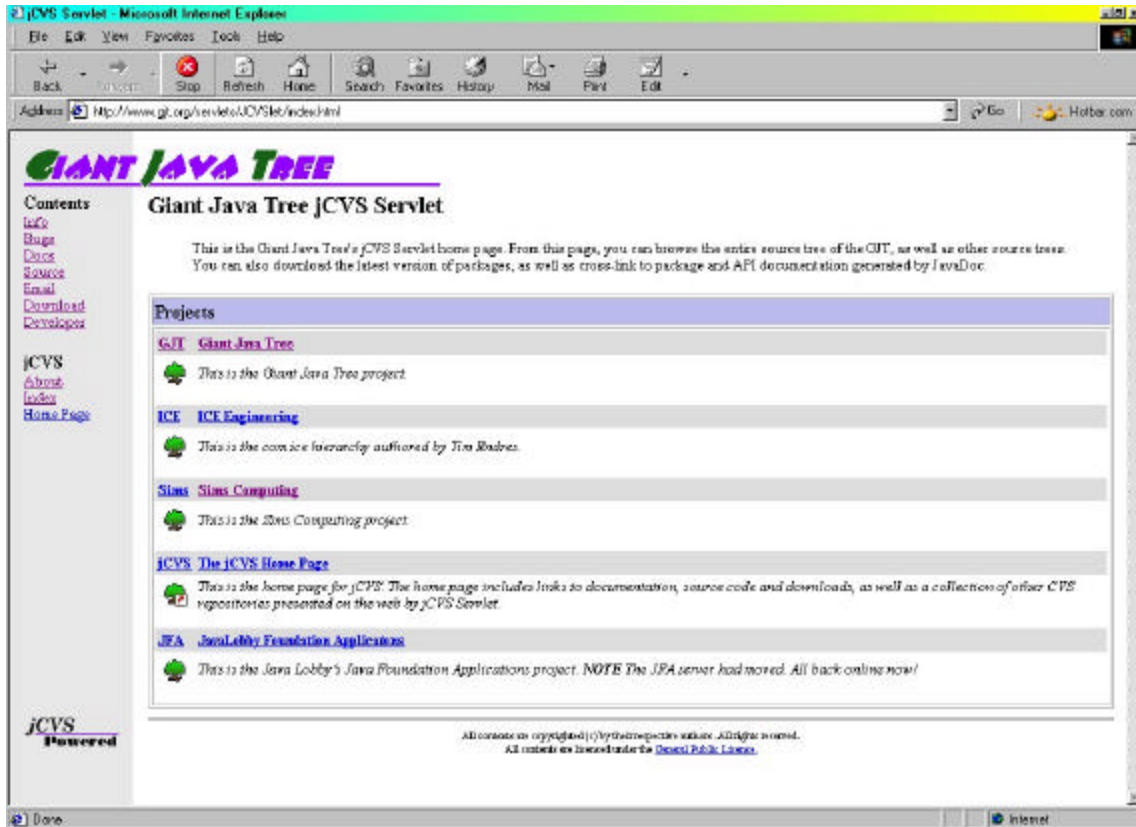 jCVS Servlet - Microsoft Internet Explorer
File Edit View Favorites Tools Help
Back Forward Stop Refresh Home Search Favorites History Mail Print Edit
Address http://www.gjt.org/servlets/JCVSlet/index.html Go Hotbar.com
GIANT JAVA TREE
Contents
Info
Bugs
Docs
Source
Email
Download
Developer
jCVS
About
Index
Home Page
jCVS
Powered
Giant Java Tree jCVS Servlet
This is the Giant Java Tree's jCVS Servlet home page. From this page, you can browse the entire source tree of the GJT, as well as other source trees.
You can also download the latest version of packages, as well as cross-link to package and API documentation generated by JavaDoc.
Projects
GJT Giant Java Tree
This is the Giant Java Tree project.
ICE ICE Engineering
This is the com.ice hierarchy authored by Tim Endres.
Sims Sims Computing
This is the Sims Computing project.
jCVS The jCVS Home Page
This is the home page for jCVS. The home page includes links to documentation, source code and downloads, as well as a collection of other CVS
repositories presented on the web by jCVS Servlet.
JFA JavaLobby Foundation Applicatons
This is the Java Lobby's Java Foundation Applications project. NOTE The JFA server had moved. All back online now!
All contents are copyrighted (c) by their respective authors. All rights reserved.
All contents are licenced under the General Public Licence.
Done Internet